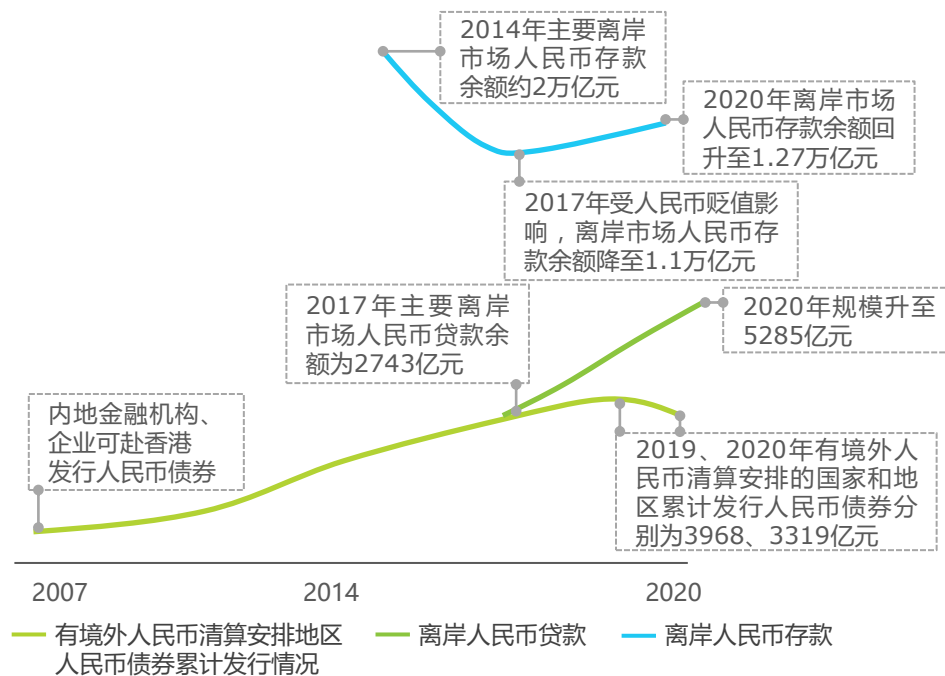 2014年主要离岸
市场人民币存款
余额约2万亿元
2020年离岸市场
人民币存款余额回
升至1.27万亿元
2017年受人民币贬值影
响，离岸市场人民币存
款余额降至1.1万亿元
2017年主要离岸
市场人民币贷款余
额为2743亿元
2020年规模升至
5285亿元
内地金融机构、
企业可赴香港
发行人民币债券
2019、2020年有境外人
民币清算安排的国家和地
区累计发行人民币债券分
别为3968、3319亿元
2007
2014
2020
有境外人民币清算安排地区
人民币债券累计发行情况
离岸人民币贷款
离岸人民币存款